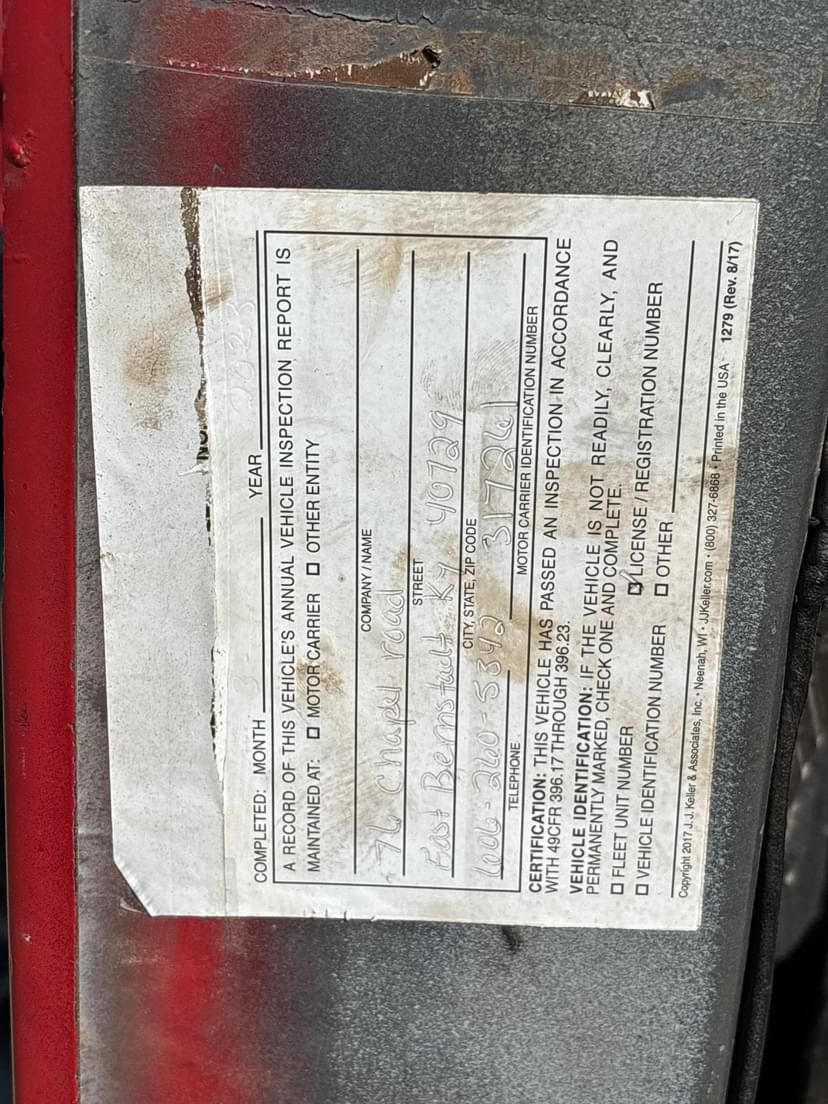 COMPLETED: MONTH 3 YEAR 2023
A RECORD OF THIS VEHICLE'S ANNUAL VEHICLE INSPECTION REPORT IS
MAINTAINED AT: ☐ MOTOR CARRIER ☐ OTHER ENTITY
COMPANY / NAME
76 Chapel road
STREET
East Bernstadt Ky 40729
CITY, STATE, ZIP CODE
606-260-5392 317261
TELEPHONE MOTOR CARRIER IDENTIFICATION NUMBER
CERTIFICATION: THIS VEHICLE HAS PASSED AN INSPECTION IN ACCORDANCE
WITH 49CFR 396.17 THROUGH 396.23.
VEHICLE IDENTIFICATION: IF THE VEHICLE IS NOT READILY, CLEARLY, AND
PERMANENTLY MARKED, CHECK ONE AND COMPLETE.
☐ FLEET UNIT NUMBER ☑ LICENSE / REGISTRATION NUMBER
☐ VEHICLE IDENTIFICATION NUMBER ☐ OTHER
Copyright 2017 J. J. Keller & Associates, Inc. • Neenah, WI • JJKeller.com • (800) 327-6868 • Printed in the USA 1279 (Rev. 8/17)